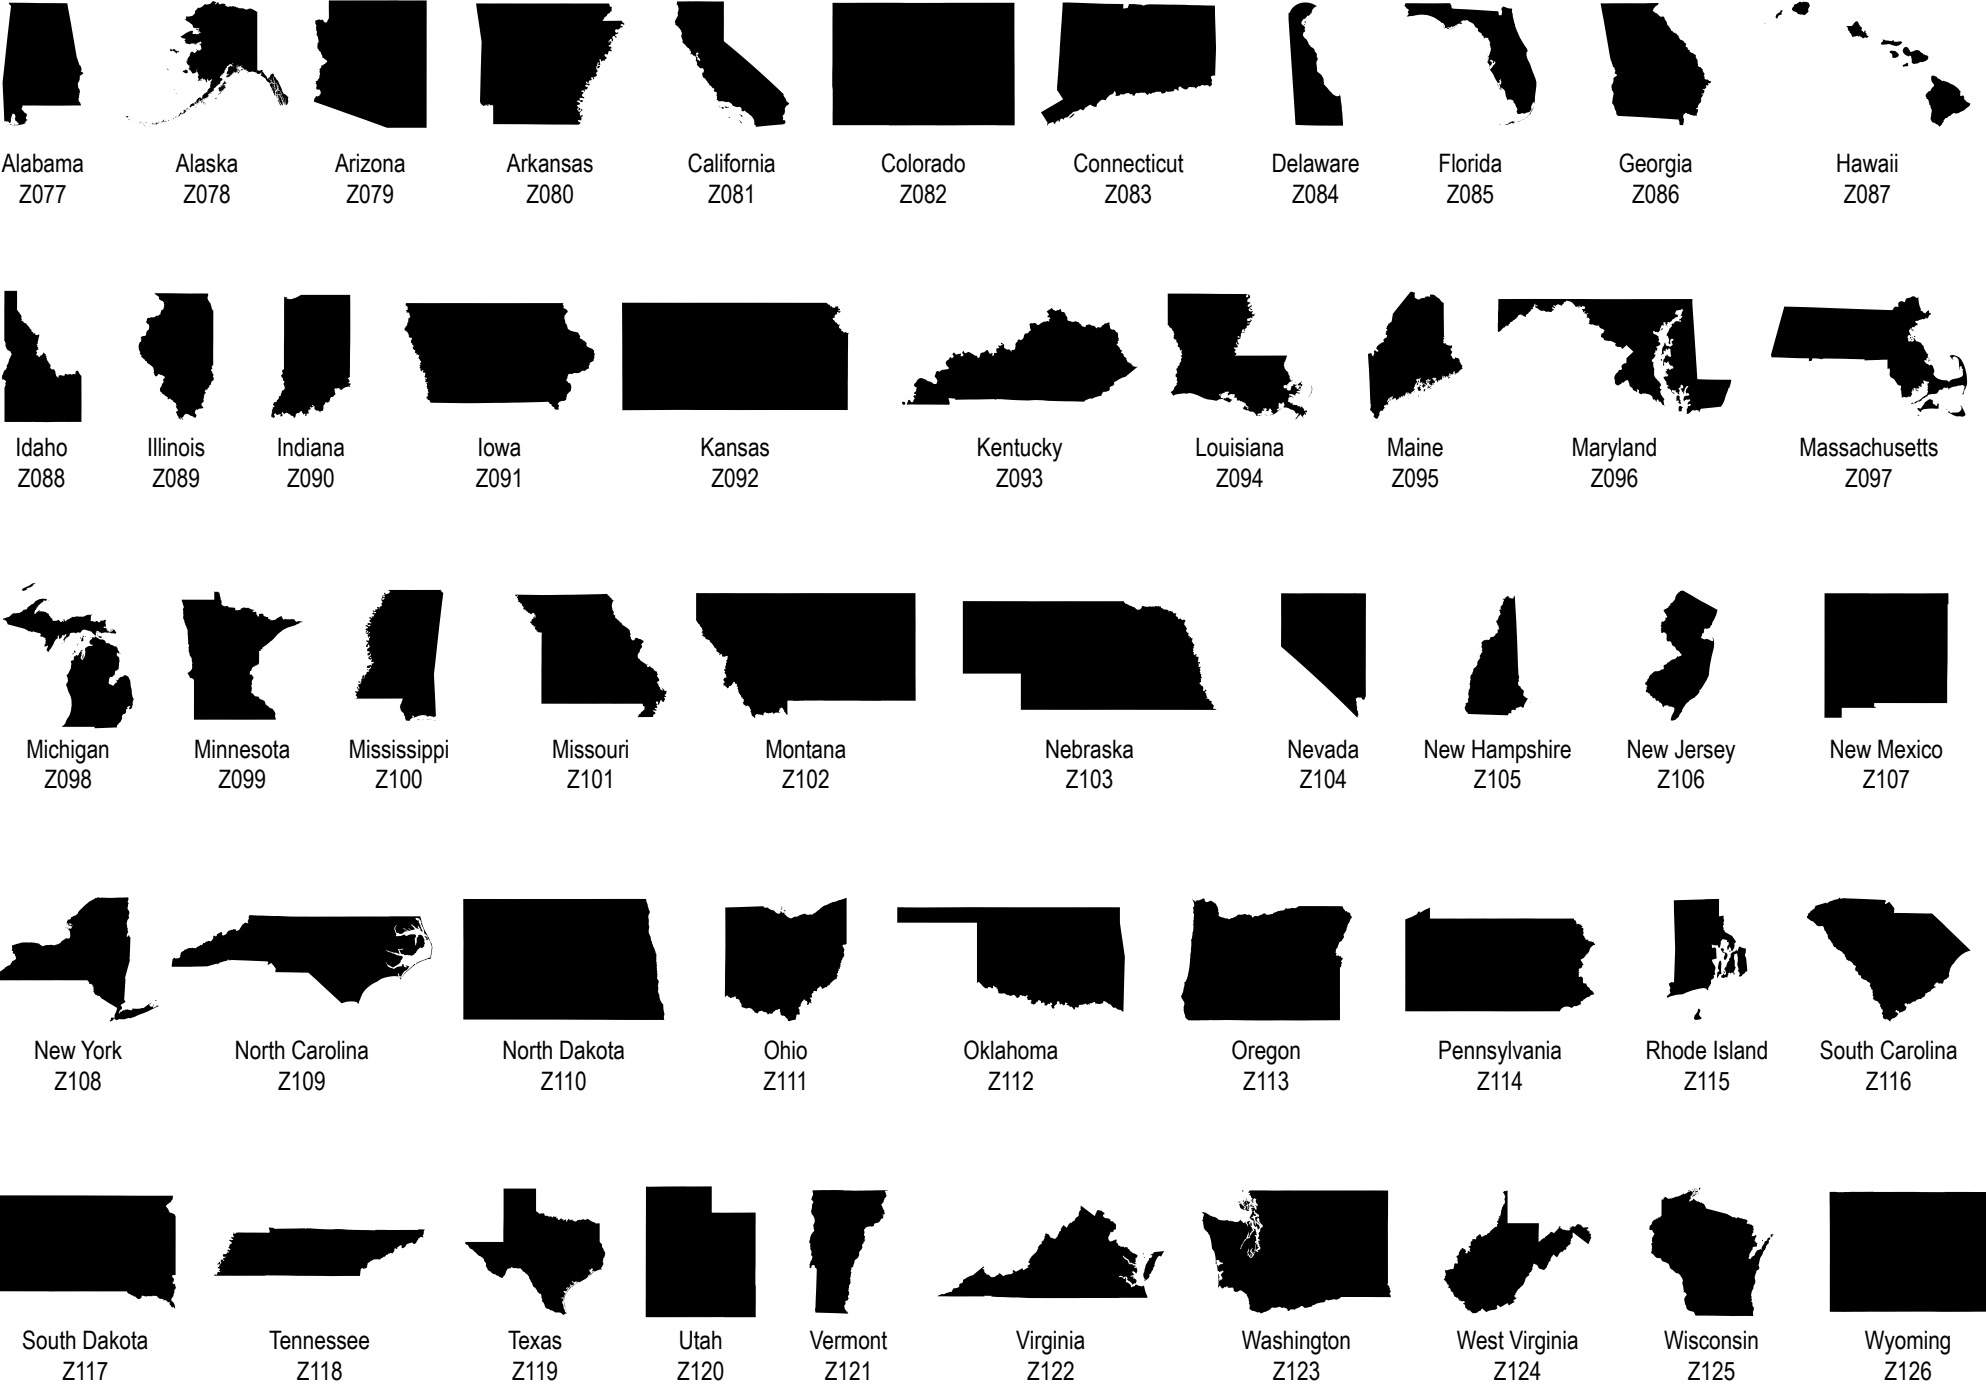 Alabama Alaska Arizona Arkansas California Colorado Connecticut Delaware Florida Georgia Hawaii
Z077 Z078 Z079 Z080 Z081 Z082 Z083 Z084 Z085 Z086 Z087
Idaho Illinois Indiana Iowa Kansas Kentucky Louisiana Maine Maryland Massachusetts
Z088 Z089 Z090 Z091 Z092 Z093 Z094 Z095 Z096 Z097
Michigan Minnesota Mississippi Missouri Montana Nebraska Nevada New Hampshire New Jersey New Mexico
Z098 Z099 Z100 Z101 Z102 Z103 Z104 Z105 Z106 Z107
New York North Carolina North Dakota Ohio Oklahoma Oregon Pennsylvania Rhode Island South Carolina
Z108 Z109 Z110 Z111 Z112 Z113 Z114 Z115 Z116
South Dakota Tennessee Texas Utah Vermont Virginia Washington West Virginia Wisconsin Wyoming
Z117 Z118 Z119 Z120 Z121 Z122 Z123 Z124 Z125 Z126